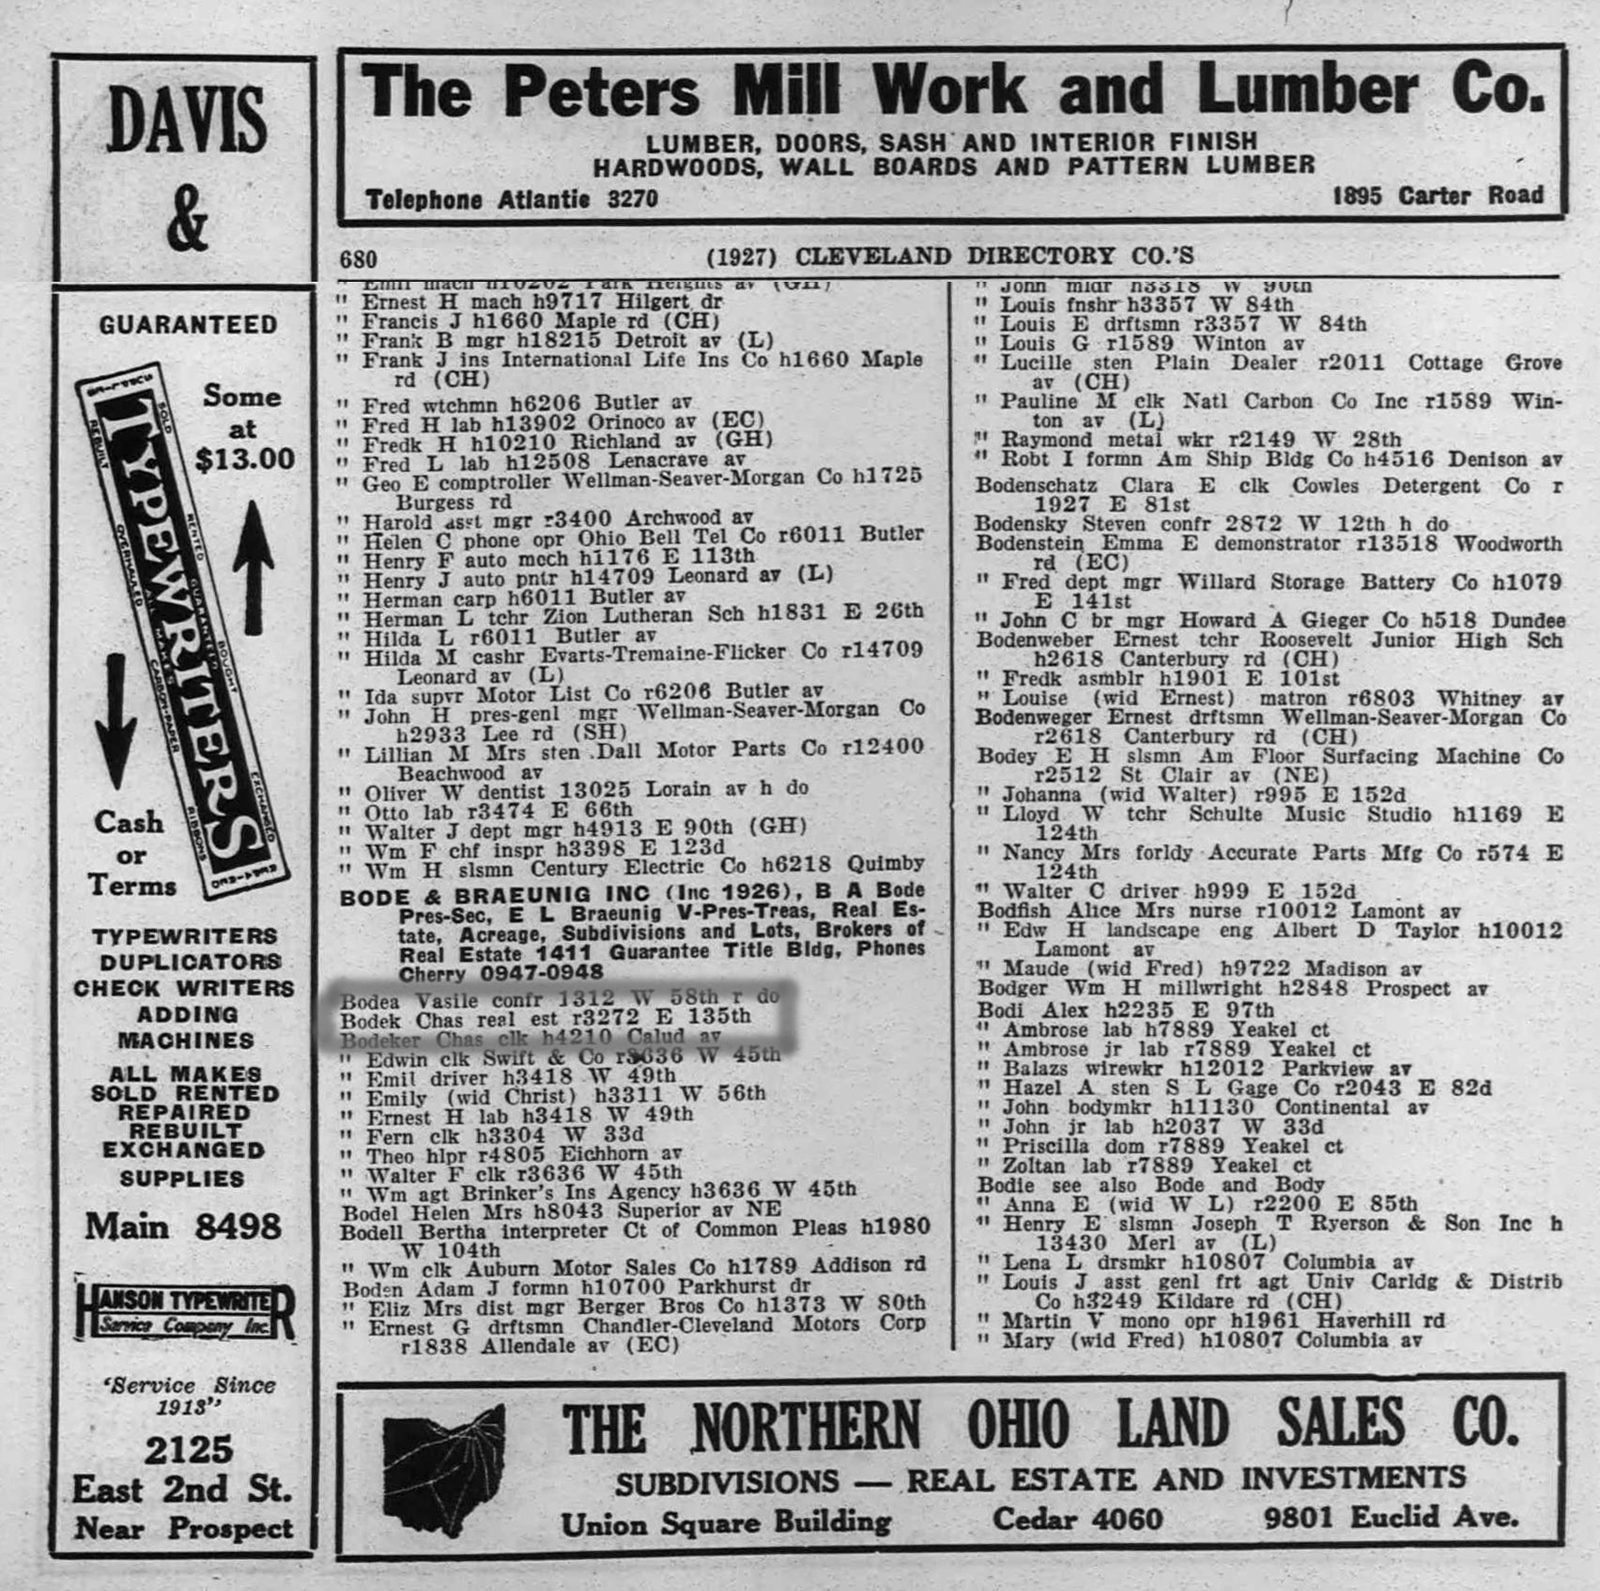 DAVIS
&
The Peters Mill Work and Lumber Co.
LUMBER, DOORS, SASH AND INTERIOR FINISH
HARDWOODS, WALL BOARDS AND PATTERN LUMBER
Telephone Atlantic 3270 1895 Carter Road
680 (1927) CLEVELAND DIRECTORY CO.'S
GUARANTEED
Some
at
$13.00
TYPEWRITERS
SOLD
REBUILT
RENTED
GUARANTEED
OVERHAULED
ALL MAKES
CARBON-PAPER
BOUGHT
EXCHANGED
RIBBONS
Cash
or
Terms
TYPEWRITERS
DUPLICATORS
CHECK WRITERS
ADDING
MACHINES
ALL MAKES
SOLD RENTED
REPAIRED
REBUILT
EXCHANGED
SUPPLIES
Main 8498
HANSON TYPEWRITER
Service Company Inc.
'Service Since
1913"
2125
East 2nd St.
Near Prospect
" Emil mach h10202 Park Heights av (GH)
" Ernest H mach h9717 Hilgert dr
" Francis J h1660 Maple rd (CH)
" Frank B mgr h18215 Detroit av (L)
" Frank J ins International Life Ins Co h1660 Maple
rd (CH)
" Fred wtchmn h6206 Butler av
" Fred H lab h13902 Orinoco av (EC)
" Fredk H h10210 Richland av (GH)
" Fred L lab h12508 Lenacrave av
" Geo E comptroller Wellman-Seaver-Morgan Co h1725
Burgess rd
" Harold asst mgr r3400 Archwood av
" Helen C phone opr Ohio Bell Tel Co r6011 Butler
" Henry F auto mech h1176 E 113th
" Henry J auto pntr h14709 Leonard av (L)
" Herman carp h6011 Butler av
" Herman L tchr Zion Lutheran Sch h1831 E 26th
" Hilda L r6011 Butler av
" Hilda M cashr Evarts-Tremaine-Flicker Co r14709
Leonard av (L)
" Ida supvr Motor List Co r6206 Butler av
" John H pres-genl mgr Wellman-Seaver-Morgan Co
h2933 Lee rd (SH)
" Lillian M Mrs sten Dall Motor Parts Co r12400
Beachwood av
" Oliver W dentist 13025 Lorain av h do
" Otto lab r3474 E 66th
" Walter J dept mgr h4913 E 90th (GH)
" Wm F chf inspr h3398 E 123d
" Wm H slsmn Century Electric Co h6218 Quimby
BODE & BRAEUNIG INC (Inc 1926), B A Bode
Pres-Sec, E L Braeunig V-Pres-Treas, Real Es-
tate, Acreage, Subdivisions and Lots, Brokers of
Real Estate 1411 Guarantee Title Bldg, Phones
Cherry 0947-0948
Bodea Vasile confr 1312 W 58th r do
Bodek Chas real est r3272 E 135th
Bodeker Chas clk h4210 Calud av
" Edwin clk Swift & Co r3636 W 45th
" Emil driver h3418 W 49th
" Emily (wid Christ) h3311 W 56th
" Ernest H lab h3418 W 49th
" Fern clk h3304 W 33d
" Theo hlpr r4805 Eichhorn av
" Walter F clk r3636 W 45th
" Wm agt Brinker's Ins Agency h3636 W 45th
Bodel Helen Mrs h8043 Superior av NE
Bodell Bertha interpreter Ct of Common Pleas h1980
W 104th
" Wm clk Auburn Motor Sales Co h1789 Addison rd
Boden Adam J formn h10700 Parkhurst dr
" Eliz Mrs dist mgr Berger Bros Co h1373 W 80th
" Ernest G drftsmn Chandler-Cleveland Motors Corp
r1838 Allendale av (EC)
" John mldr h3318 W 90th
" Louis fnshr h3357 W 84th
" Louis E drftsmn r3357 W 84th
" Louis G r1589 Winton av
" Lucille sten Plain Dealer r2011 Cottage Grove
av (CH)
" Pauline M clk Natl Carbon Co Inc r1589 Win-
ton av (L)
" Raymond metal wkr r2149 W 28th
" Robt I formn Am Ship Bldg Co h4516 Denison av
Bodenschatz Clara E clk Cowles Detergent Co r
1927 E 81st
Bodensky Steven confr 2872 W 12th h do
Bodenstein Emma E demonstrator r13518 Woodworth
rd (EC)
" Fred dept mgr Willard Storage Battery Co h1079
E 141st
" John C br mgr Howard A Gieger Co h518 Dundee
Bodenweber Ernest tchr Roosevelt Junior High Sch
h2618 Canterbury rd (CH)
" Fredk asmblr h1901 E 101st
" Louise (wid Ernest) matron r6803 Whitney av
Bodenweger Ernest drftsmn Wellman-Seaver-Morgan Co
r2618 Canterbury rd (CH)
Bodey E H slsmn Am Floor Surfacing Machine Co
r2512 St Clair av (NE)
" Johanna (wid Walter) r995 E 152d
" Lloyd W tchr Schulte Music Studio h1169 E
124th
" Nancy Mrs forldy Accurate Parts Mfg Co r574 E
124th
" Walter C driver h999 E 152d
Bodfish Alice Mrs nurse r10012 Lamont av
" Edw H landscape eng Albert D Taylor h10012
Lamont av
" Maude (wid Fred) h9722 Madison av
Bodger Wm H millwright h2848 Prospect av
Bodi Alex h2235 E 97th
" Ambrose lab h7889 Yeakel ct
" Ambrose jr lab r7889 Yeakel ct
" Balazs wirewkr h12012 Parkview av
" Hazel A sten S L Gage Co r2043 E 82d
" John bodymkr h11130 Continental av
" John jr lab h2037 W 33d
" Priscilla dom r7889 Yeakel ct
" Zoltan lab r7889 Yeakel ct
Bodie see also Bode and Body
" Anna E (wid W L) r2200 E 85th
" Henry E slsmn Joseph T Ryerson & Son Inc h
13430 Merl av (L)
" Lena L drsmkr h10807 Columbia av
" Louis J asst genl frt agt Univ Carldg & Distrib
Co h3249 Kildare rd (CH)
" Martin V mono opr h1961 Haverhill rd
" Mary (wid Fred) h10807 Columbia av
THE NORTHERN OHIO LAND SALES CO.
SUBDIVISIONS — REAL ESTATE AND INVESTMENTS
Union Square Building Cedar 4060 9801 Euclid Ave.